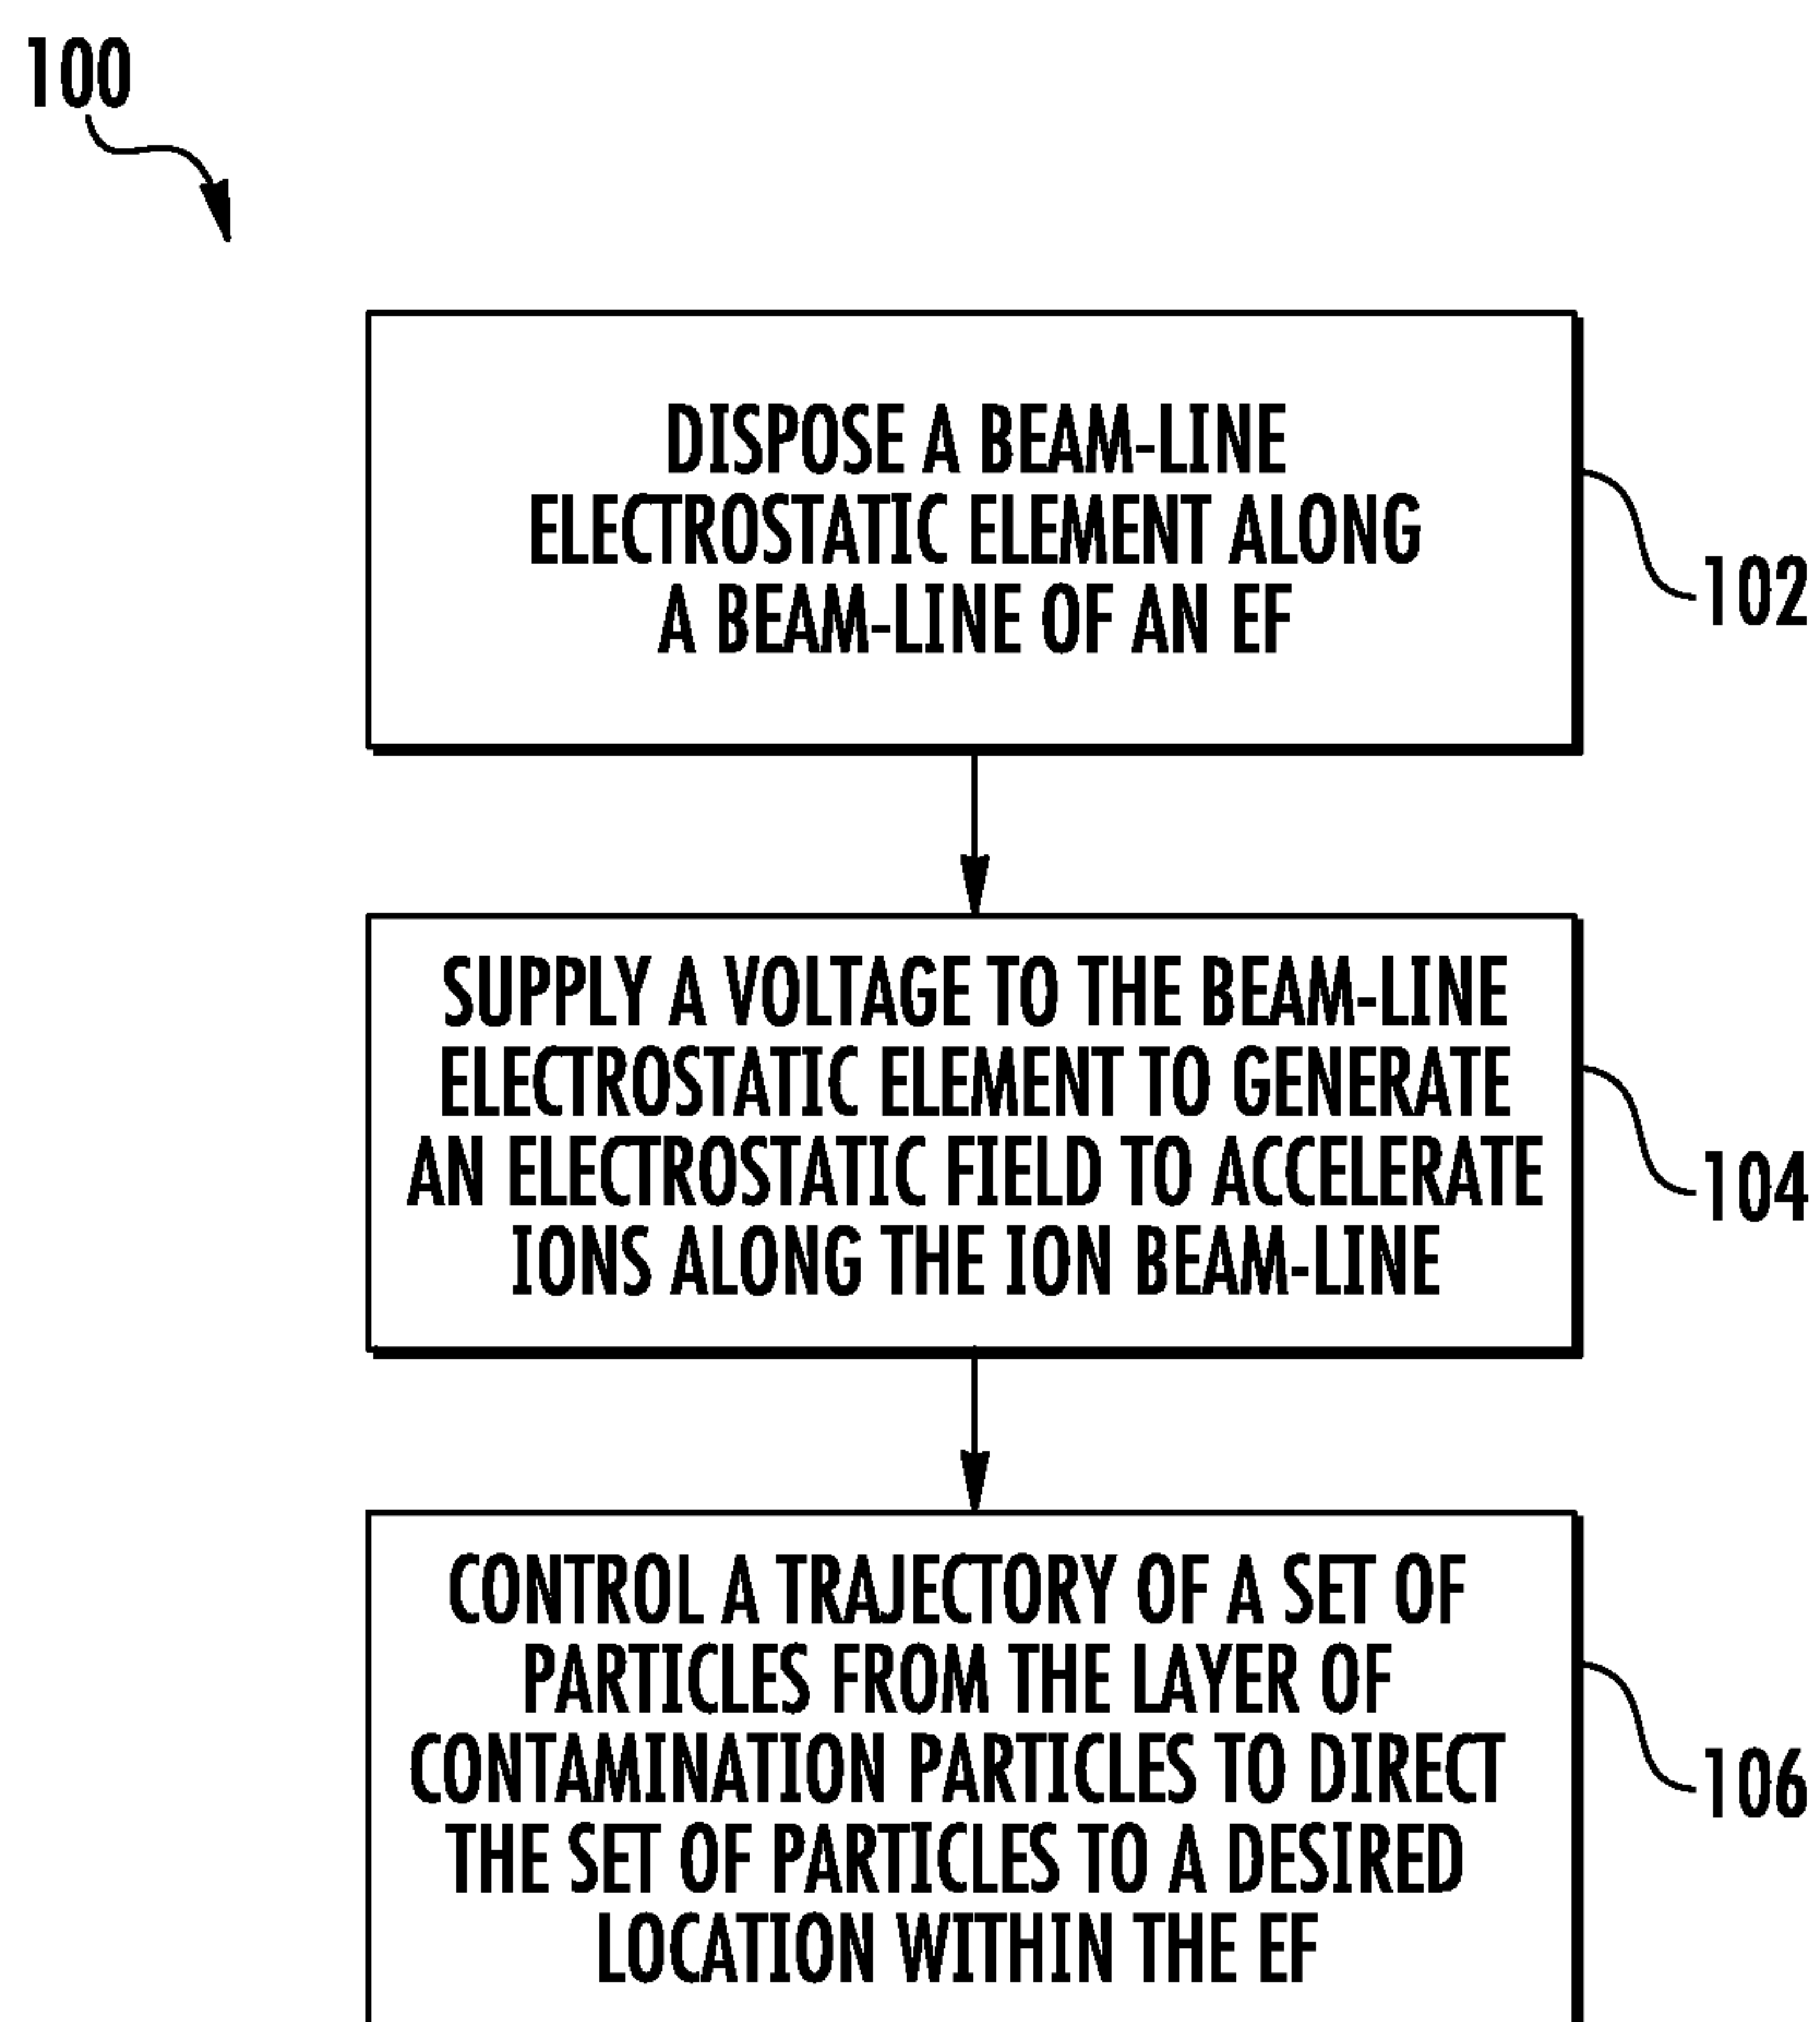 100
DISPOSE A BEAM-LINE
ELECTROSTATIC ELEMENT ALONG
A BEAM-LINE OF AN EF
102
SUPPLY A VOLTAGE TO THE BEAM-LINE
ELECTROSTATIC ELEMENT TO GENERATE
AN ELECTROSTATIC FIELD TO ACCELERATE
IONS ALONG THE ION BEAM-LINE
104
CONTROL A TRAJECTORY OF A SET OF
PARTICLES FROM THE LAYER OF
CONTAMINATION PARTICLES TO DIRECT
THE SET OF PARTICLES TO A DESIRED
LOCATION WITHIN THE EF
106